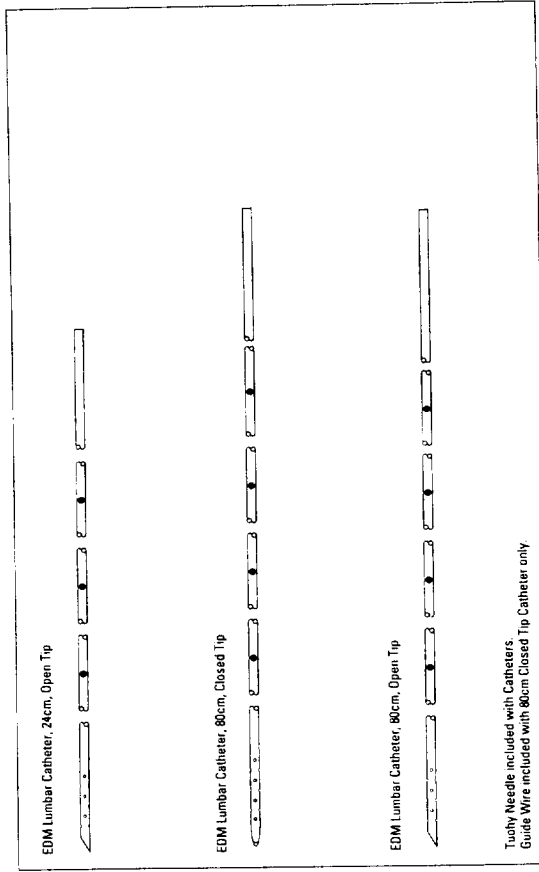 EDM Lumbar Catheter, 24cm, Open Tip
EDM Lumbar Catheter, 80cm, Closed Tip
EDM Lumbar Catheter, 80cm, Open Tip
Tuohy Needle included with Catheters.
Guide Wire included with 80cm Closed Tip Catheter only.